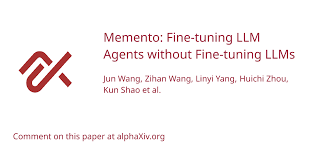 Memento: Fine-tuning LLM
Agents without Fine-tuning LLMs
Jun Wang, Zihan Wang, Linyi Yang, Huichi Zhou,
Kun Shao et al.
Comment on this paper at alphaXiv.org